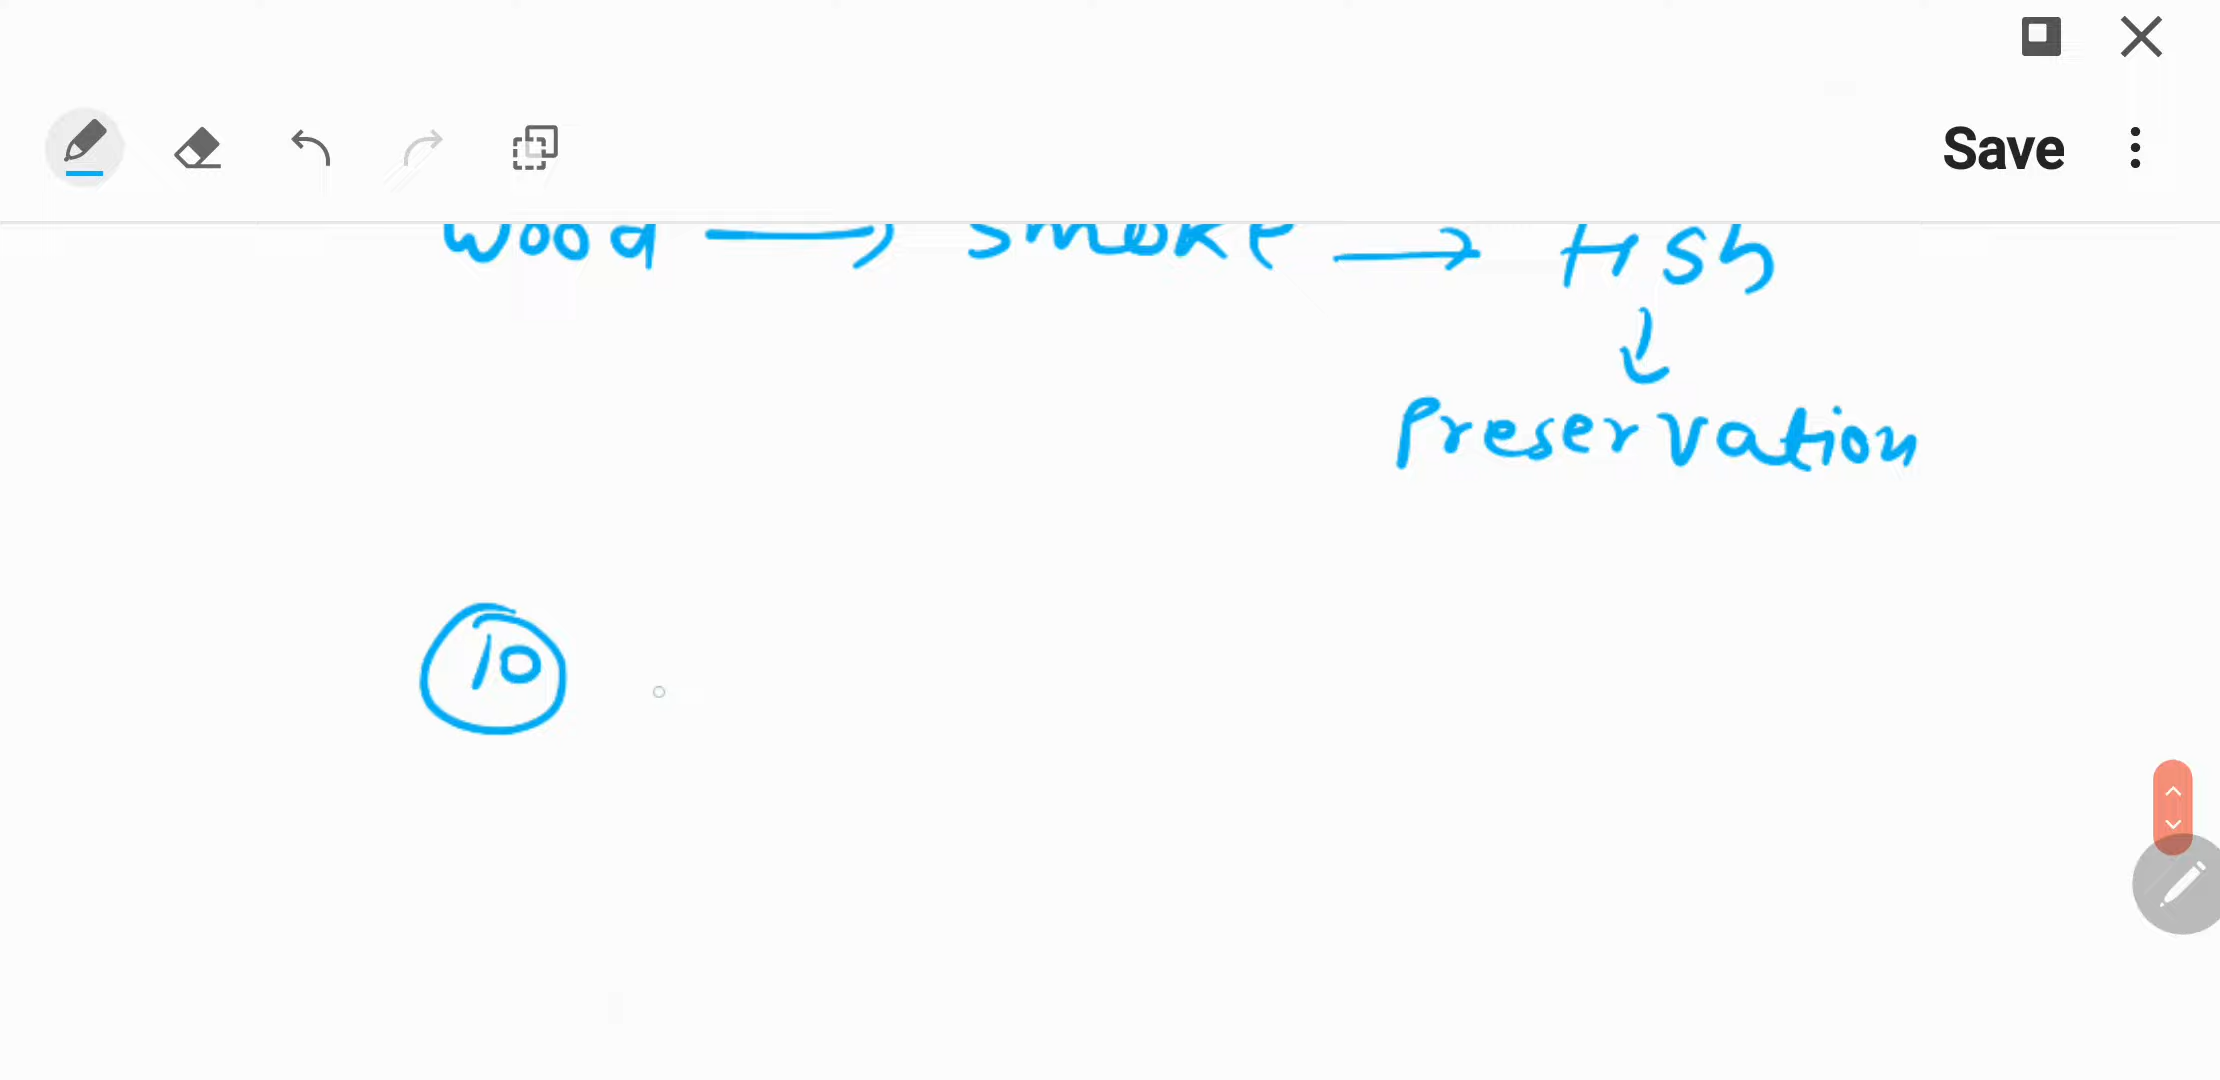 Save
wood → smoke → fish
↓
Preservation
10